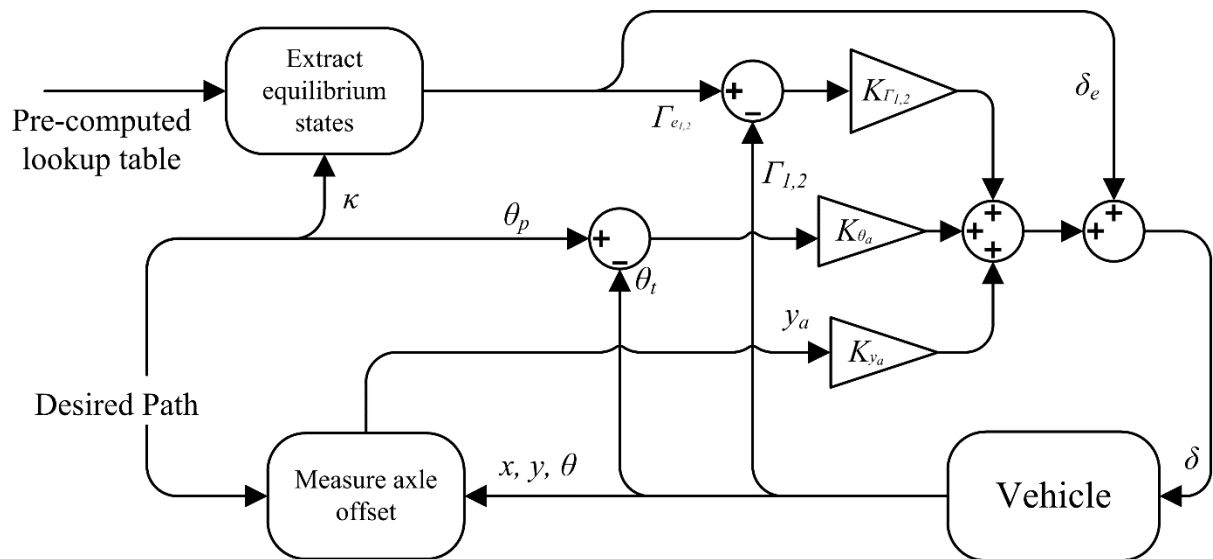 Extract
equilibrium
states
Pre-computed
lookup table
κ
Γe1,2
+
−
KΓ1,2
δe
Γ1,2
θp
+
−
θt
Kθa
+
+
+
+
+
ya
Kya
Desired Path
Measure axle
offset
x, y, θ
Vehicle
δ